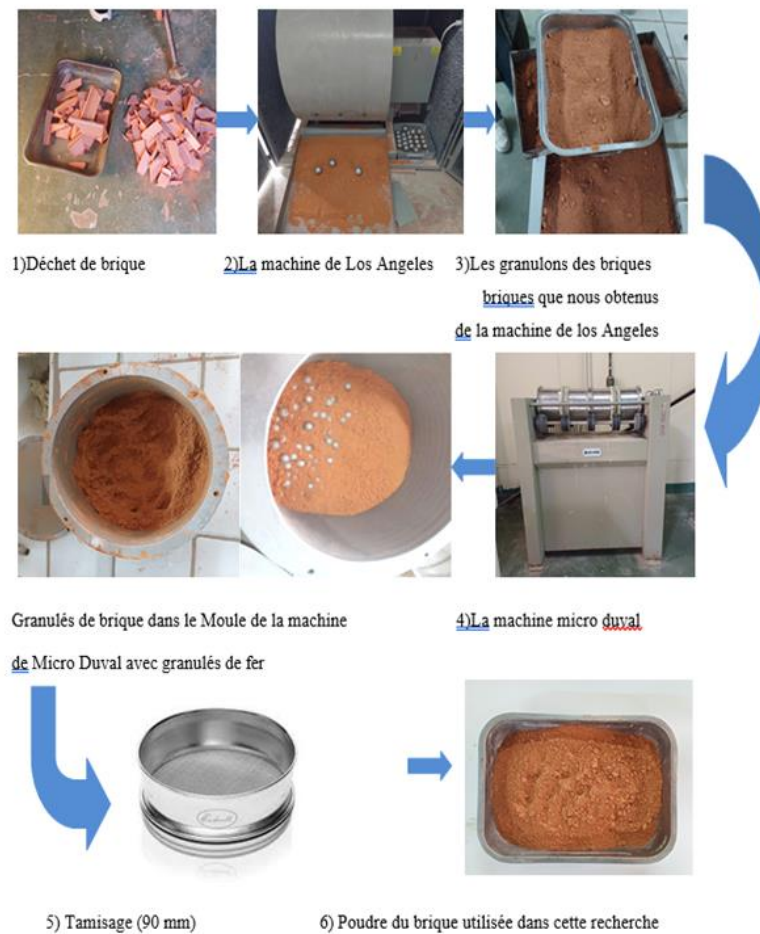 1)Déchet de brique
2)La machine de Los Angeles
3)Les granulons des briques
briques que nous obtenus
de la machine de los Angeles
Granulés de brique dans le Moule de la machine
de Micro Duval avec granulés de fer
4)La machine micro duval
5) Tamisage (90 mm)
6) Poudre du brique utilisée dans cette recherche